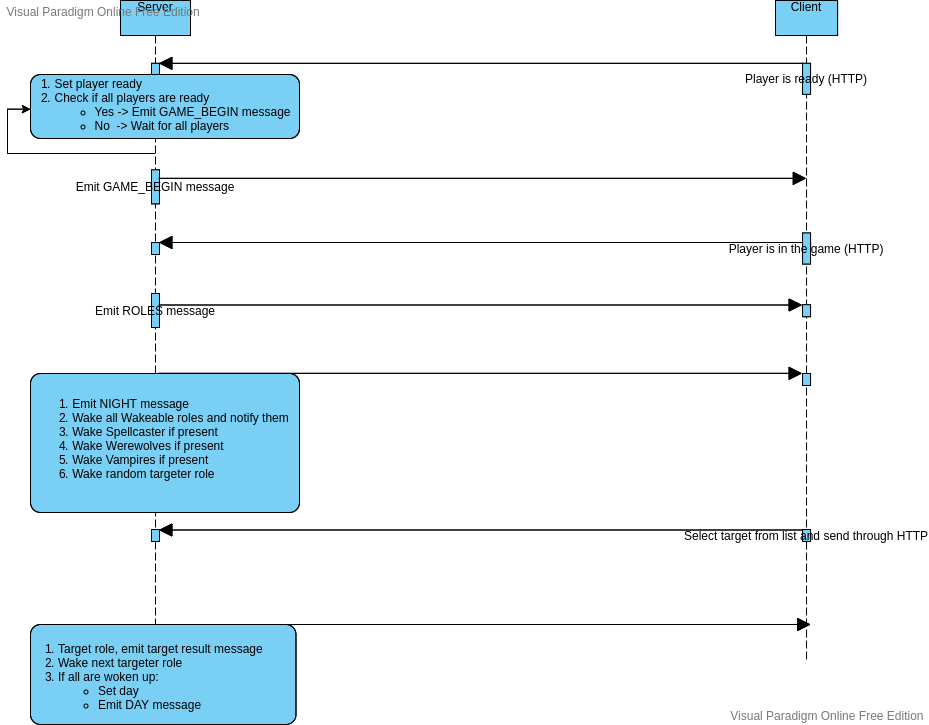 Visual Paradigm Online Free Edition
Server
Client
Player is ready (HTTP)
1. Set player ready
2. Check if all players are ready
Yes -> Emit GAME_BEGIN message
No -> Wait for all players
Emit GAME_BEGIN message
Player is in the game (HTTP)
Emit ROLES message
1. Emit NIGHT message
2. Wake all Wakeable roles and notify them
3. Wake Spellcaster if present
4. Wake Werewolves if present
5. Wake Vampires if present
6. Wake random targeter role
Select target from list and send through HTTP
1. Target role, emit target result message
2. Wake next targeter role
3. If all are woken up:
Set day
Emit DAY message
Visual Paradigm Online Free Edition